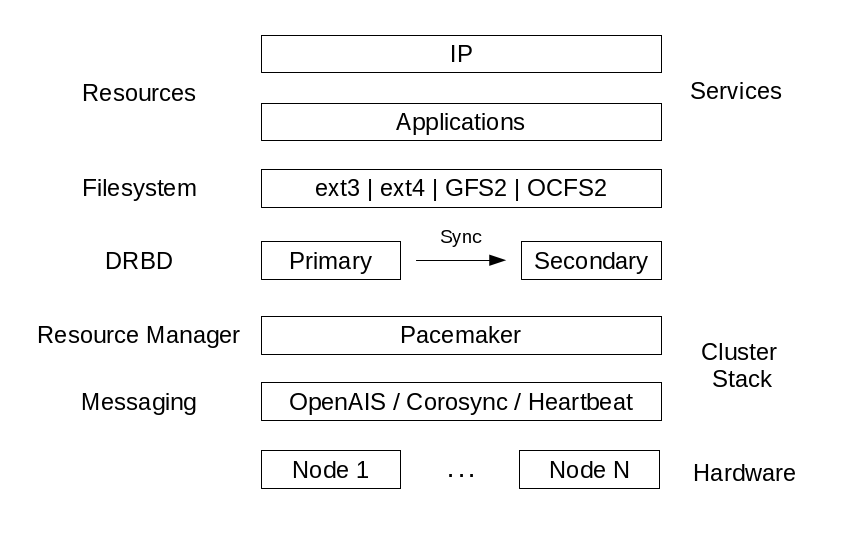 IP
Resources
Services
Applications
Filesystem
ext3 | ext4 | GFS2 | OCFS2
Sync
DRBD
Primary
Secondary
Resource Manager
Pacemaker
Cluster
Stack
Messaging
OpenAIS / Corosync / Heartbeat
Node 1
...
Node N
Hardware